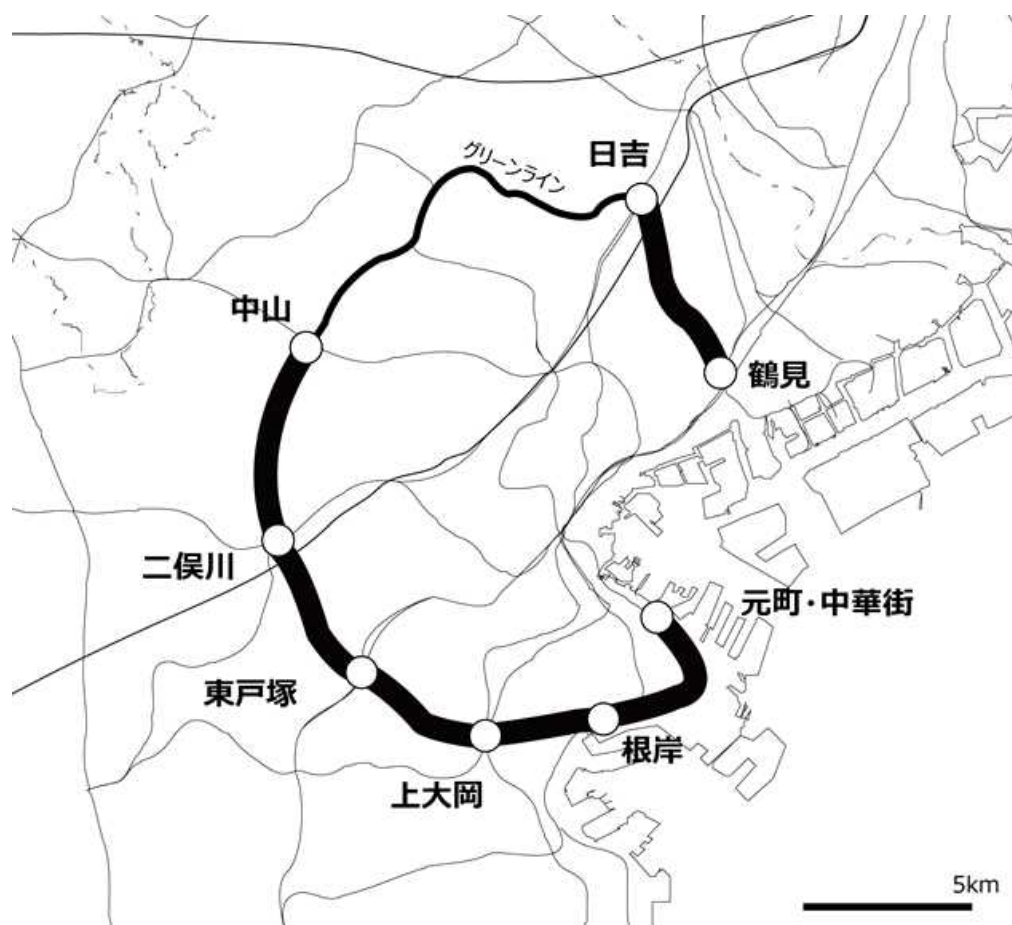 日吉
グリーンライン
中山
鶴見
二俣川
元町・中華街
東戸塚
根岸
上大岡
5km